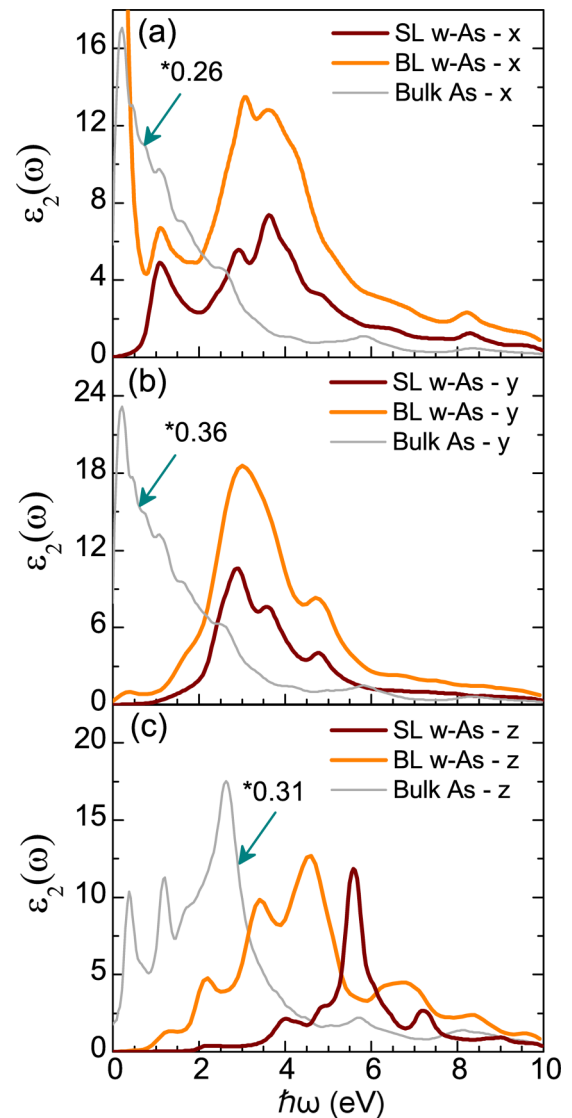 (a)
SL w-As - x
BL w-As - x
Bulk As - x
*0.26
16
12
8
4
0
ε₂(ω)
(b)
SL w-As - y
BL w-As - y
Bulk As - y
*0.36
24
18
12
6
0
ε₂(ω)
(c)
SL w-As - z
BL w-As - z
Bulk As - z
*0.31
20
15
10
5
0
ε₂(ω)
0 2 4 6 8 10
ℏω (eV)